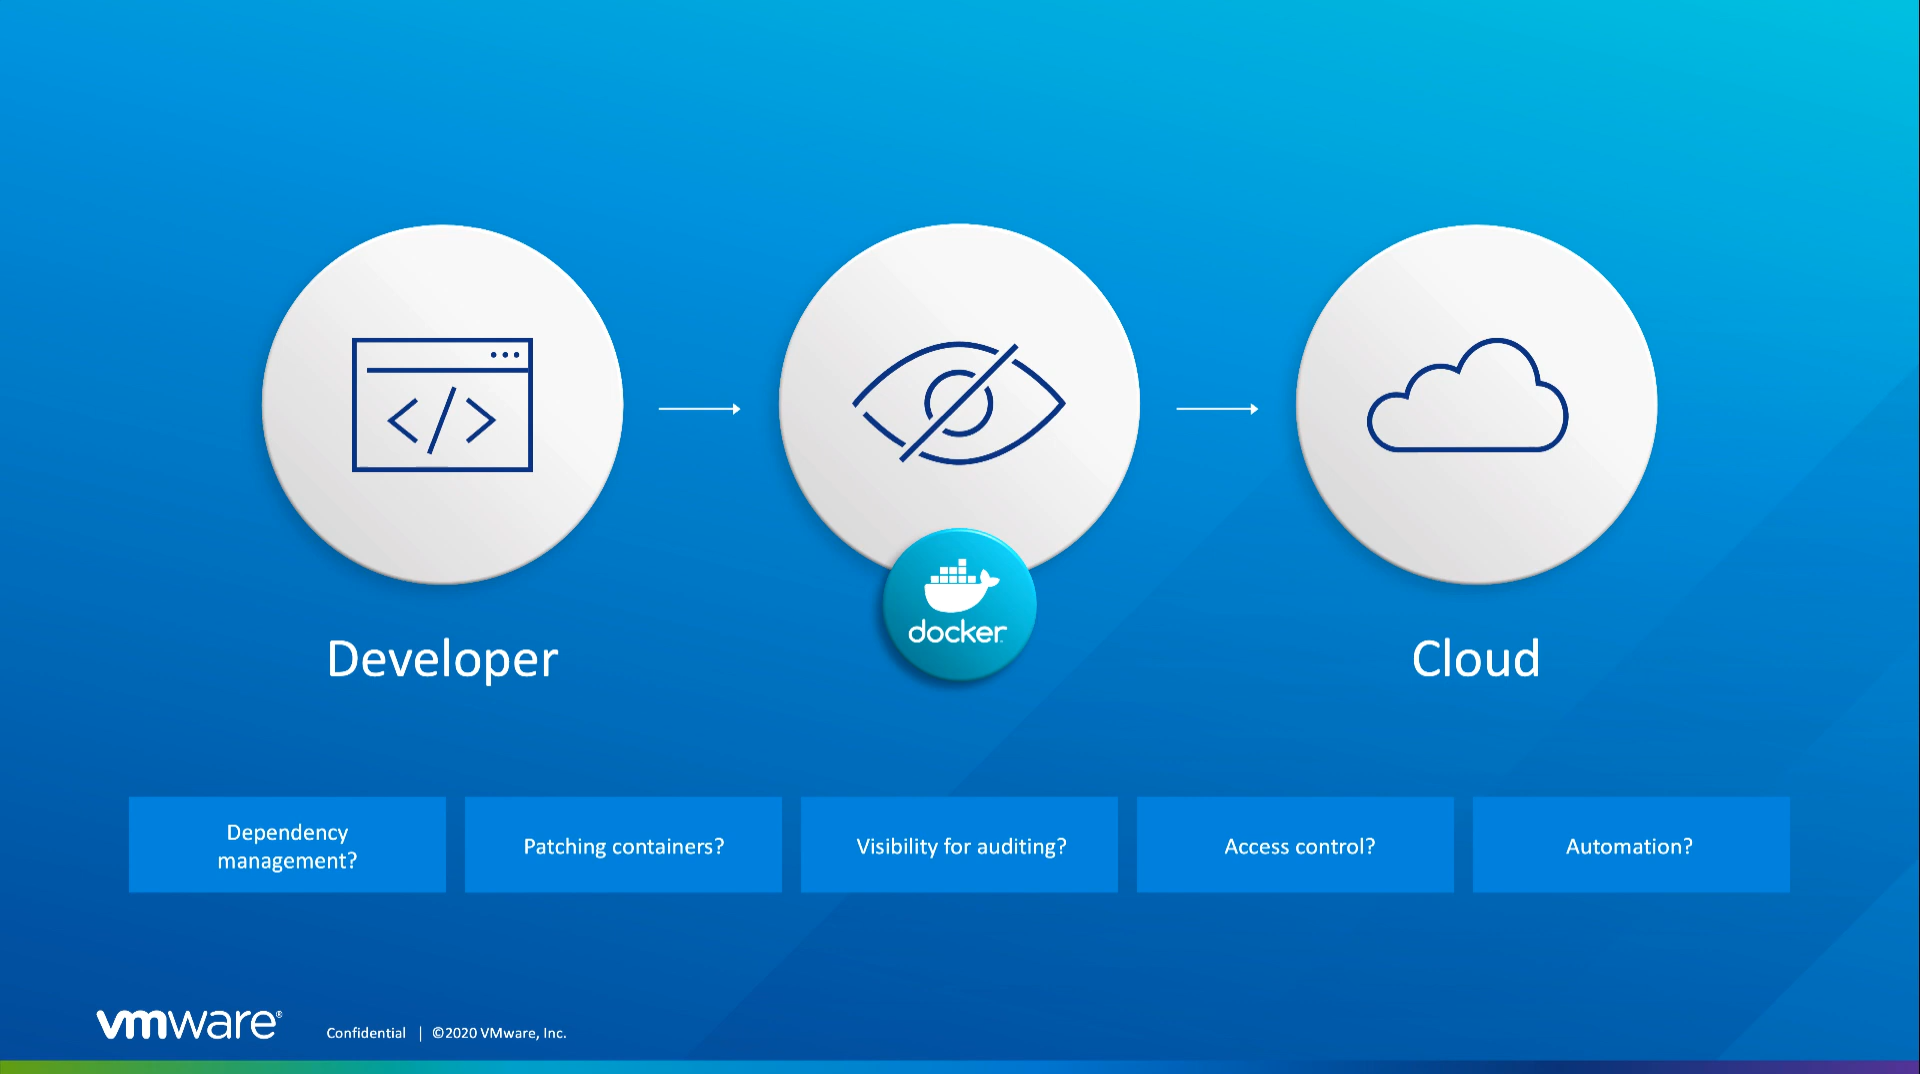 </>
docker
Developer
Cloud
Dependency
management?
Patching containers?
Visibility for auditing?
Access control?
Automation?
vmware®
Confidential | ©2020 VMware, Inc.